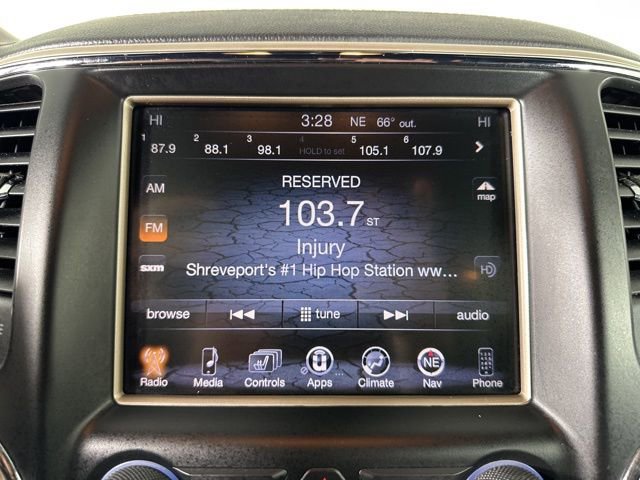 HI 3:28 NE 66° out. HI
1 87.9 2 88.1 3 98.1 4 HOLD to set 5 105.1 6 107.9
RESERVED
AM
map
103.7 ST
FM
Injury
sxm Shreveport's #1 Hip Hop Station ww... HD
browse tune audio
NE
Radio Media Controls Apps Climate Nav Phone